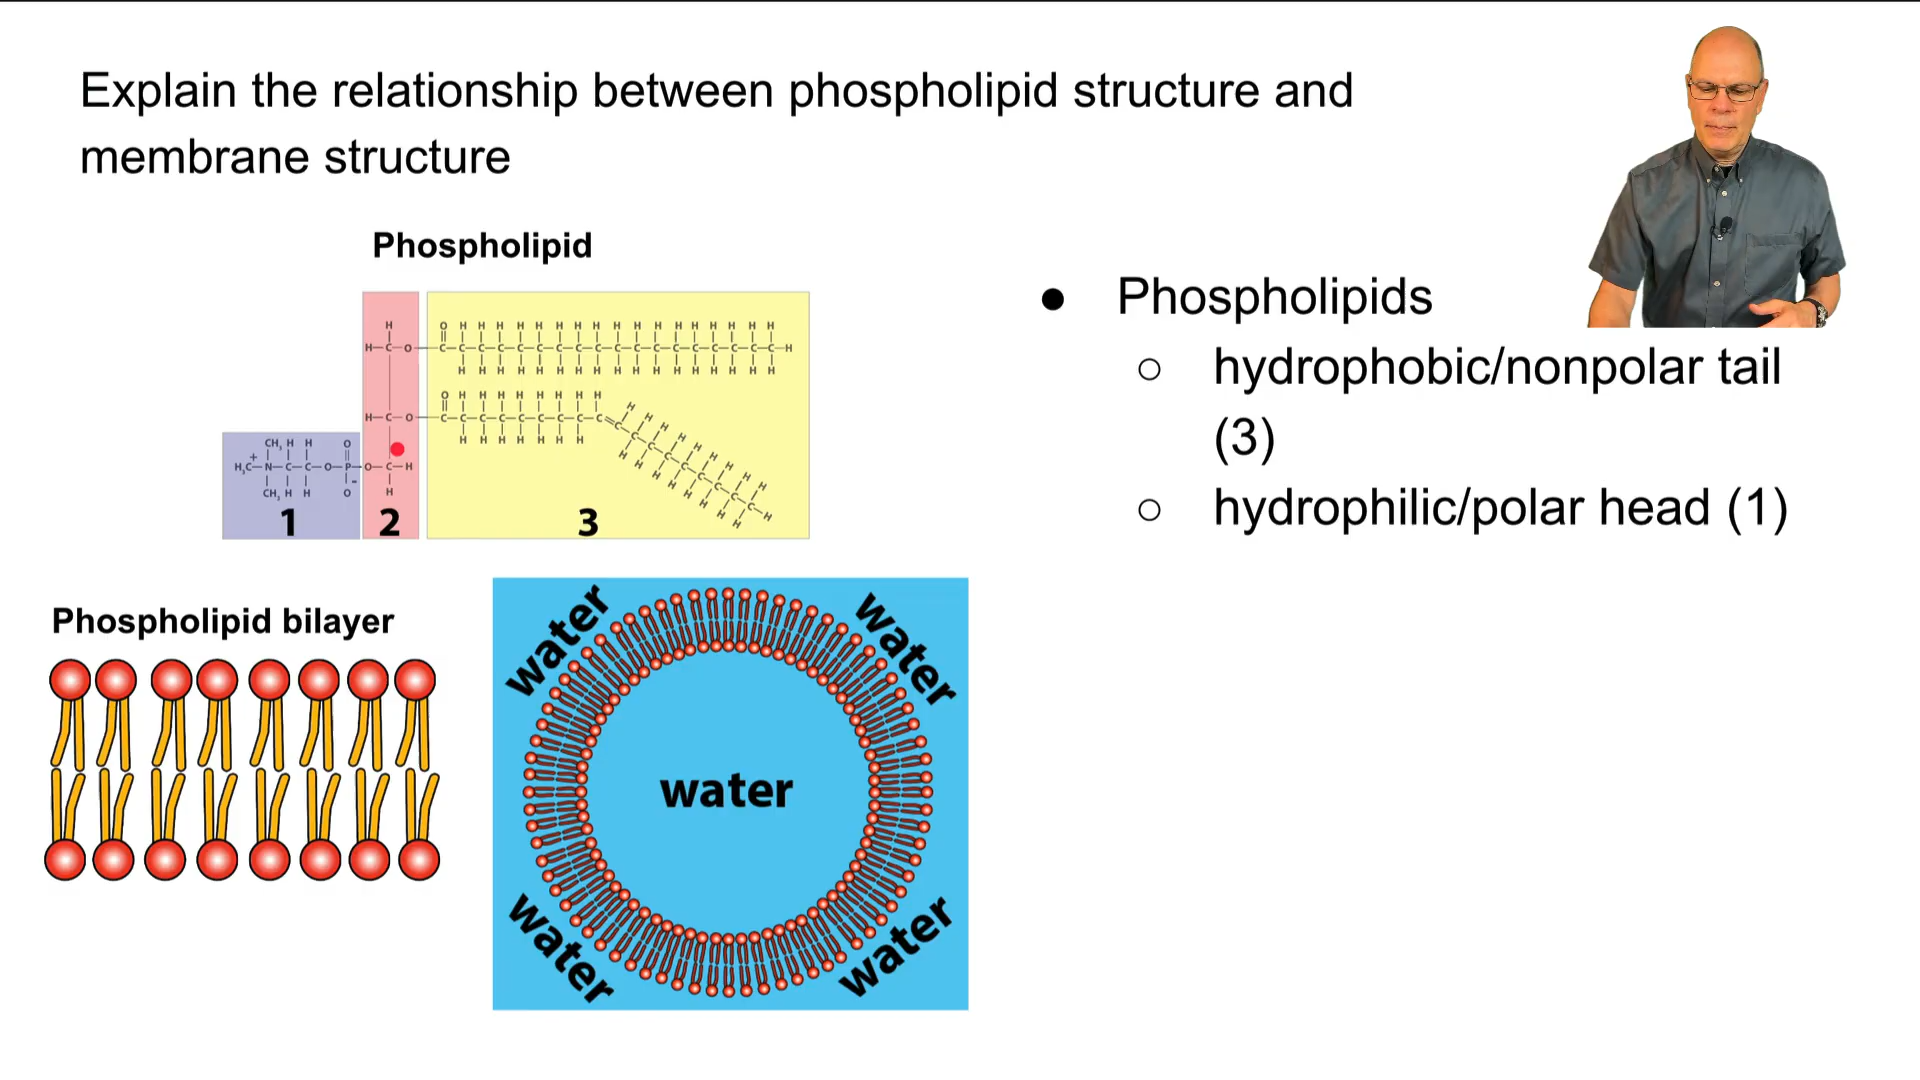 Explain the relationship between phospholipid structure and
membrane structure
Phospholipid
● Phospholipids
○ hydrophobic/nonpolar tail
(3)
○ hydrophilic/polar head (1)
1
2
3
Phospholipid bilayer
water
water
water
water
water